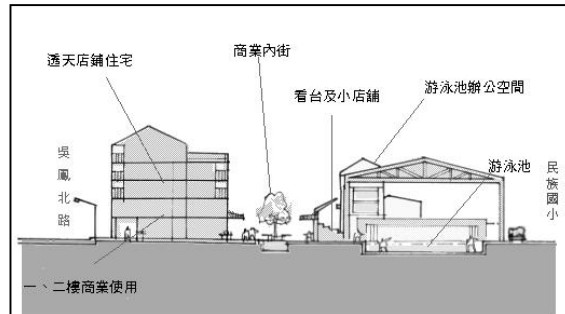 商業內街
透天店鋪住宅
看台及小店舖
游泳池辦公空間
游泳池
吳鳳北路
民族國小
一、二樓商業使用